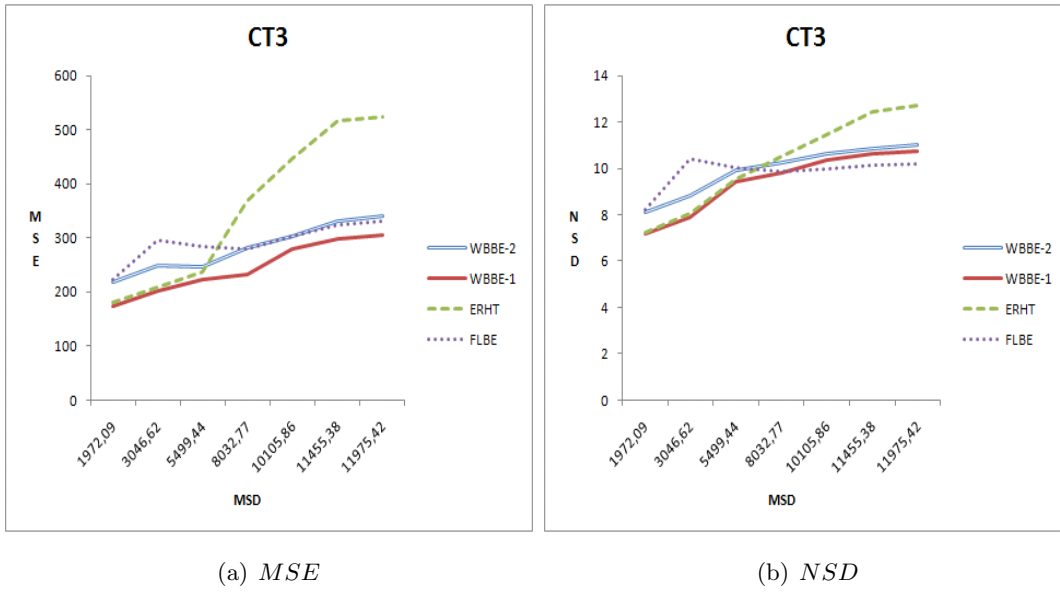 CT3
600
500
400
300
200
100
0
M
S
E
1972,09
3046,62
5499,44
8032,77
10105,86
11455,38
11975,42
MSD
WBBE-2
WBBE-1
ERHT
FLBE
(a) MSE
CT3
14
12
10
8
6
4
2
0
N
S
D
1972,09
3046,62
5499,44
8032,77
10105,86
11455,38
11975,42
MSD
WBBE-2
WBBE-1
ERHT
FLBE
(b) NSD